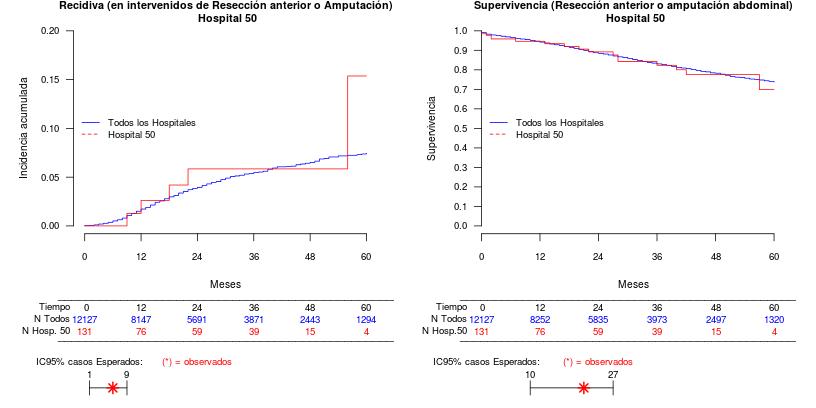 Recidiva (en intervenidos de Resección anterior o Amputación)
Hospital 50
Incidencia acumulada
0.20
0.15
0.10
0.05
0.00
Todos los Hospitales
Hospital 50
0 12 24 36 48 60
Meses
Tiempo 0 12 24 36 48 60
N Todos 12127 8147 5691 3871 2443 1294
N Hosp. 50 131 76 59 39 15 4
IC95% casos Esperados: (*) = observados
1 9
Supervivencia (Resección anterior o amputación abdominal)
Hospital 50
Supervivencia
1.0
0.9
0.8
0.7
0.6
0.5
0.4
0.3
0.2
0.1
0.0
Todos los Hospitales
Hospital 50
0 12 24 36 48 60
Meses
Tiempo 0 12 24 36 48 60
N Todos 12127 8252 5835 3973 2497 1320
N Hosp.50 131 76 59 39 15 4
IC95% casos Esperados: (*) = observados
10 27